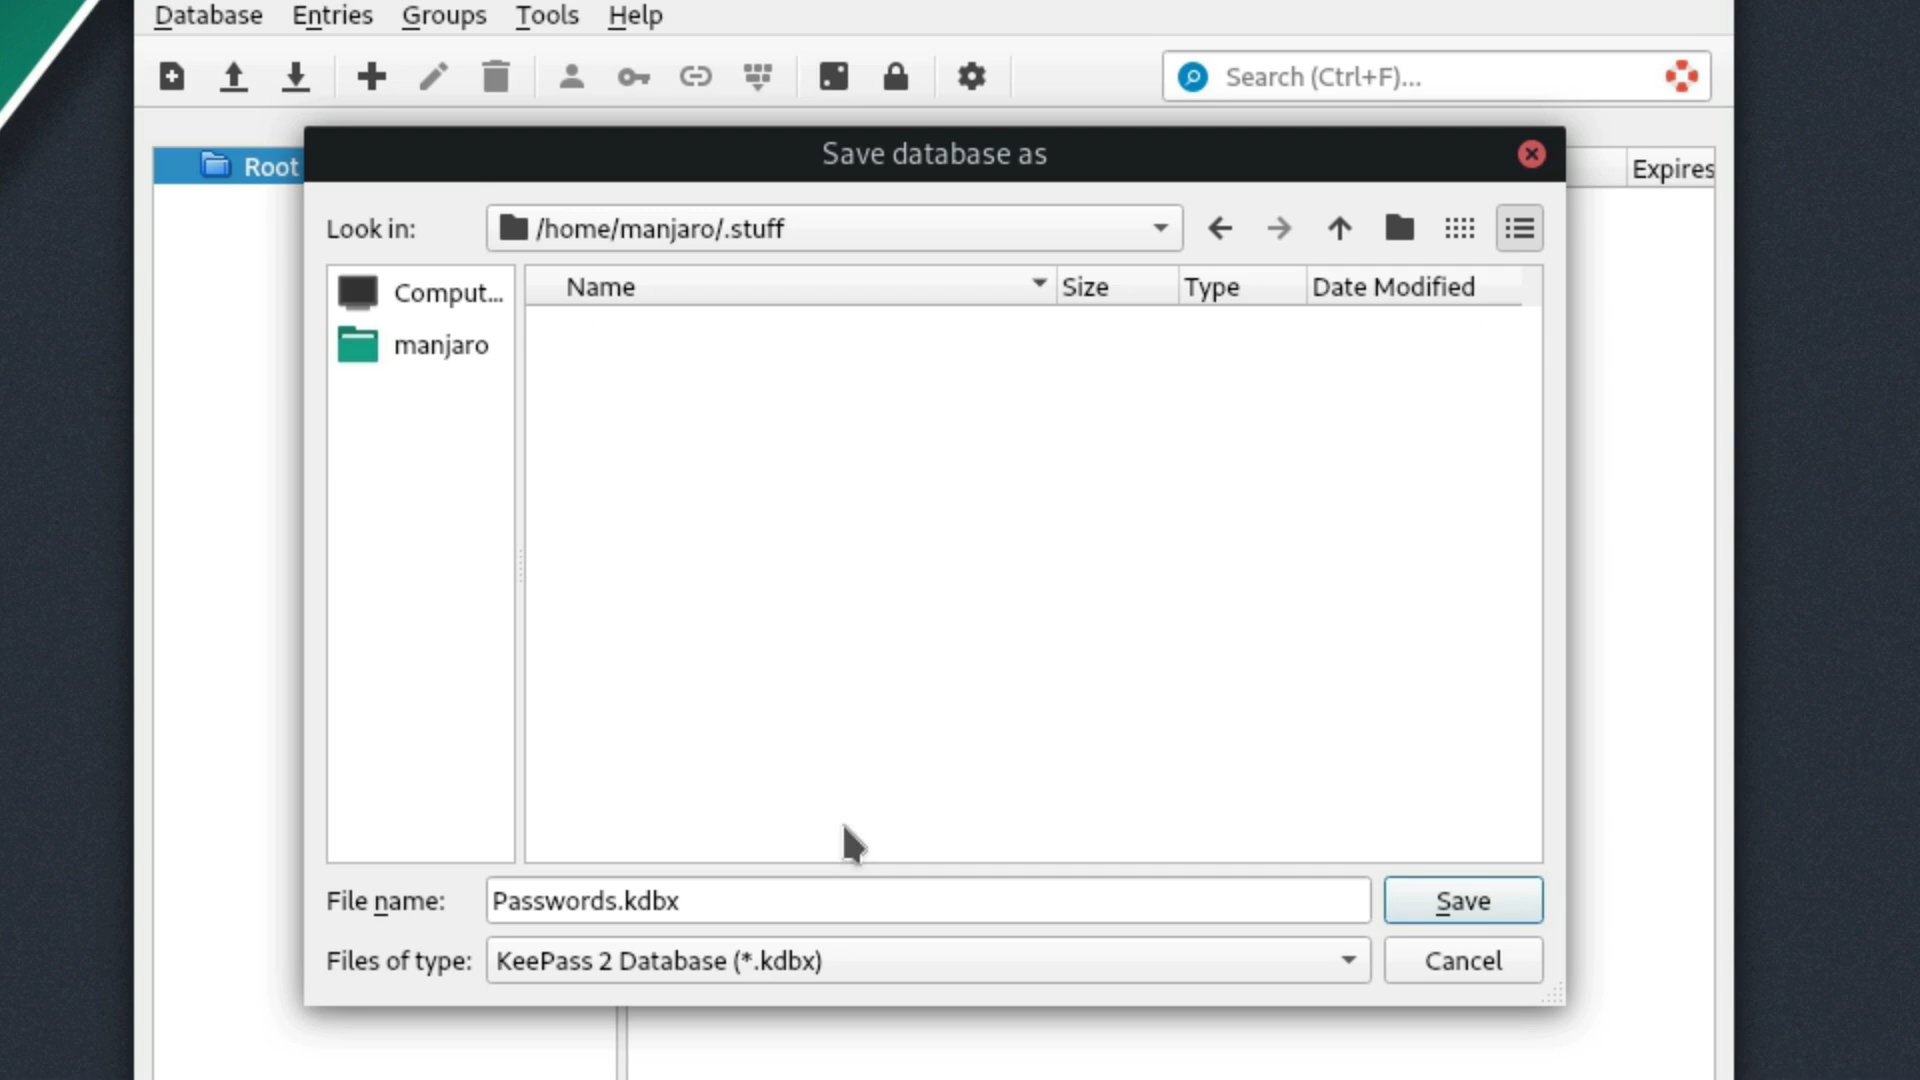 Database Entries Groups Tools Help
Search (Ctrl+F)...
Save database as
Root
Expires
Look in: /home/manjaro/.stuff
Name Size Type Date Modified
Comput...
manjaro
File name: Passwords.kdbx Save
Files of type: KeePass 2 Database (*.kdbx) Cancel